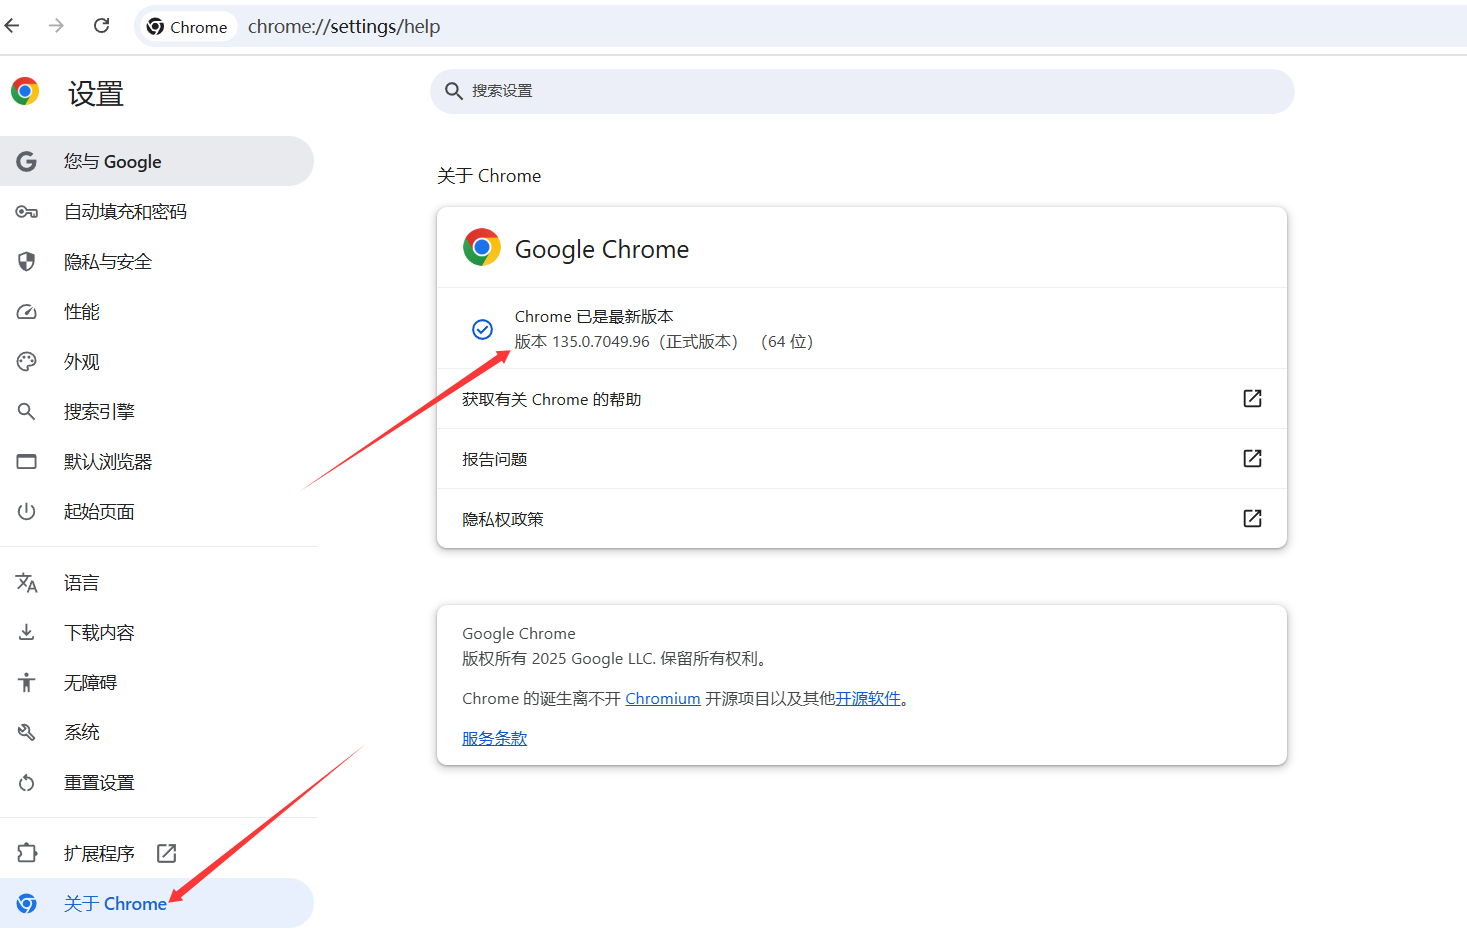 Chrome
chrome://settings/help
设置
搜索设置
您与 Google
自动填充和密码
隐私与安全
性能
外观
搜索引擎
默认浏览器
起始页面
语言
下载内容
无障碍
系统
重置设置
扩展程序
关于 Chrome
关于 Chrome
Google Chrome
Chrome 已是最新版本
版本 135.0.7049.96（正式版本） （64 位）
获取有关 Chrome 的帮助
报告问题
隐私权政策
Google Chrome
版权所有 2025 Google LLC. 保留所有权利。
Chrome 的诞生离不开 Chromium 开源项目以及其他开源软件。
服务条款